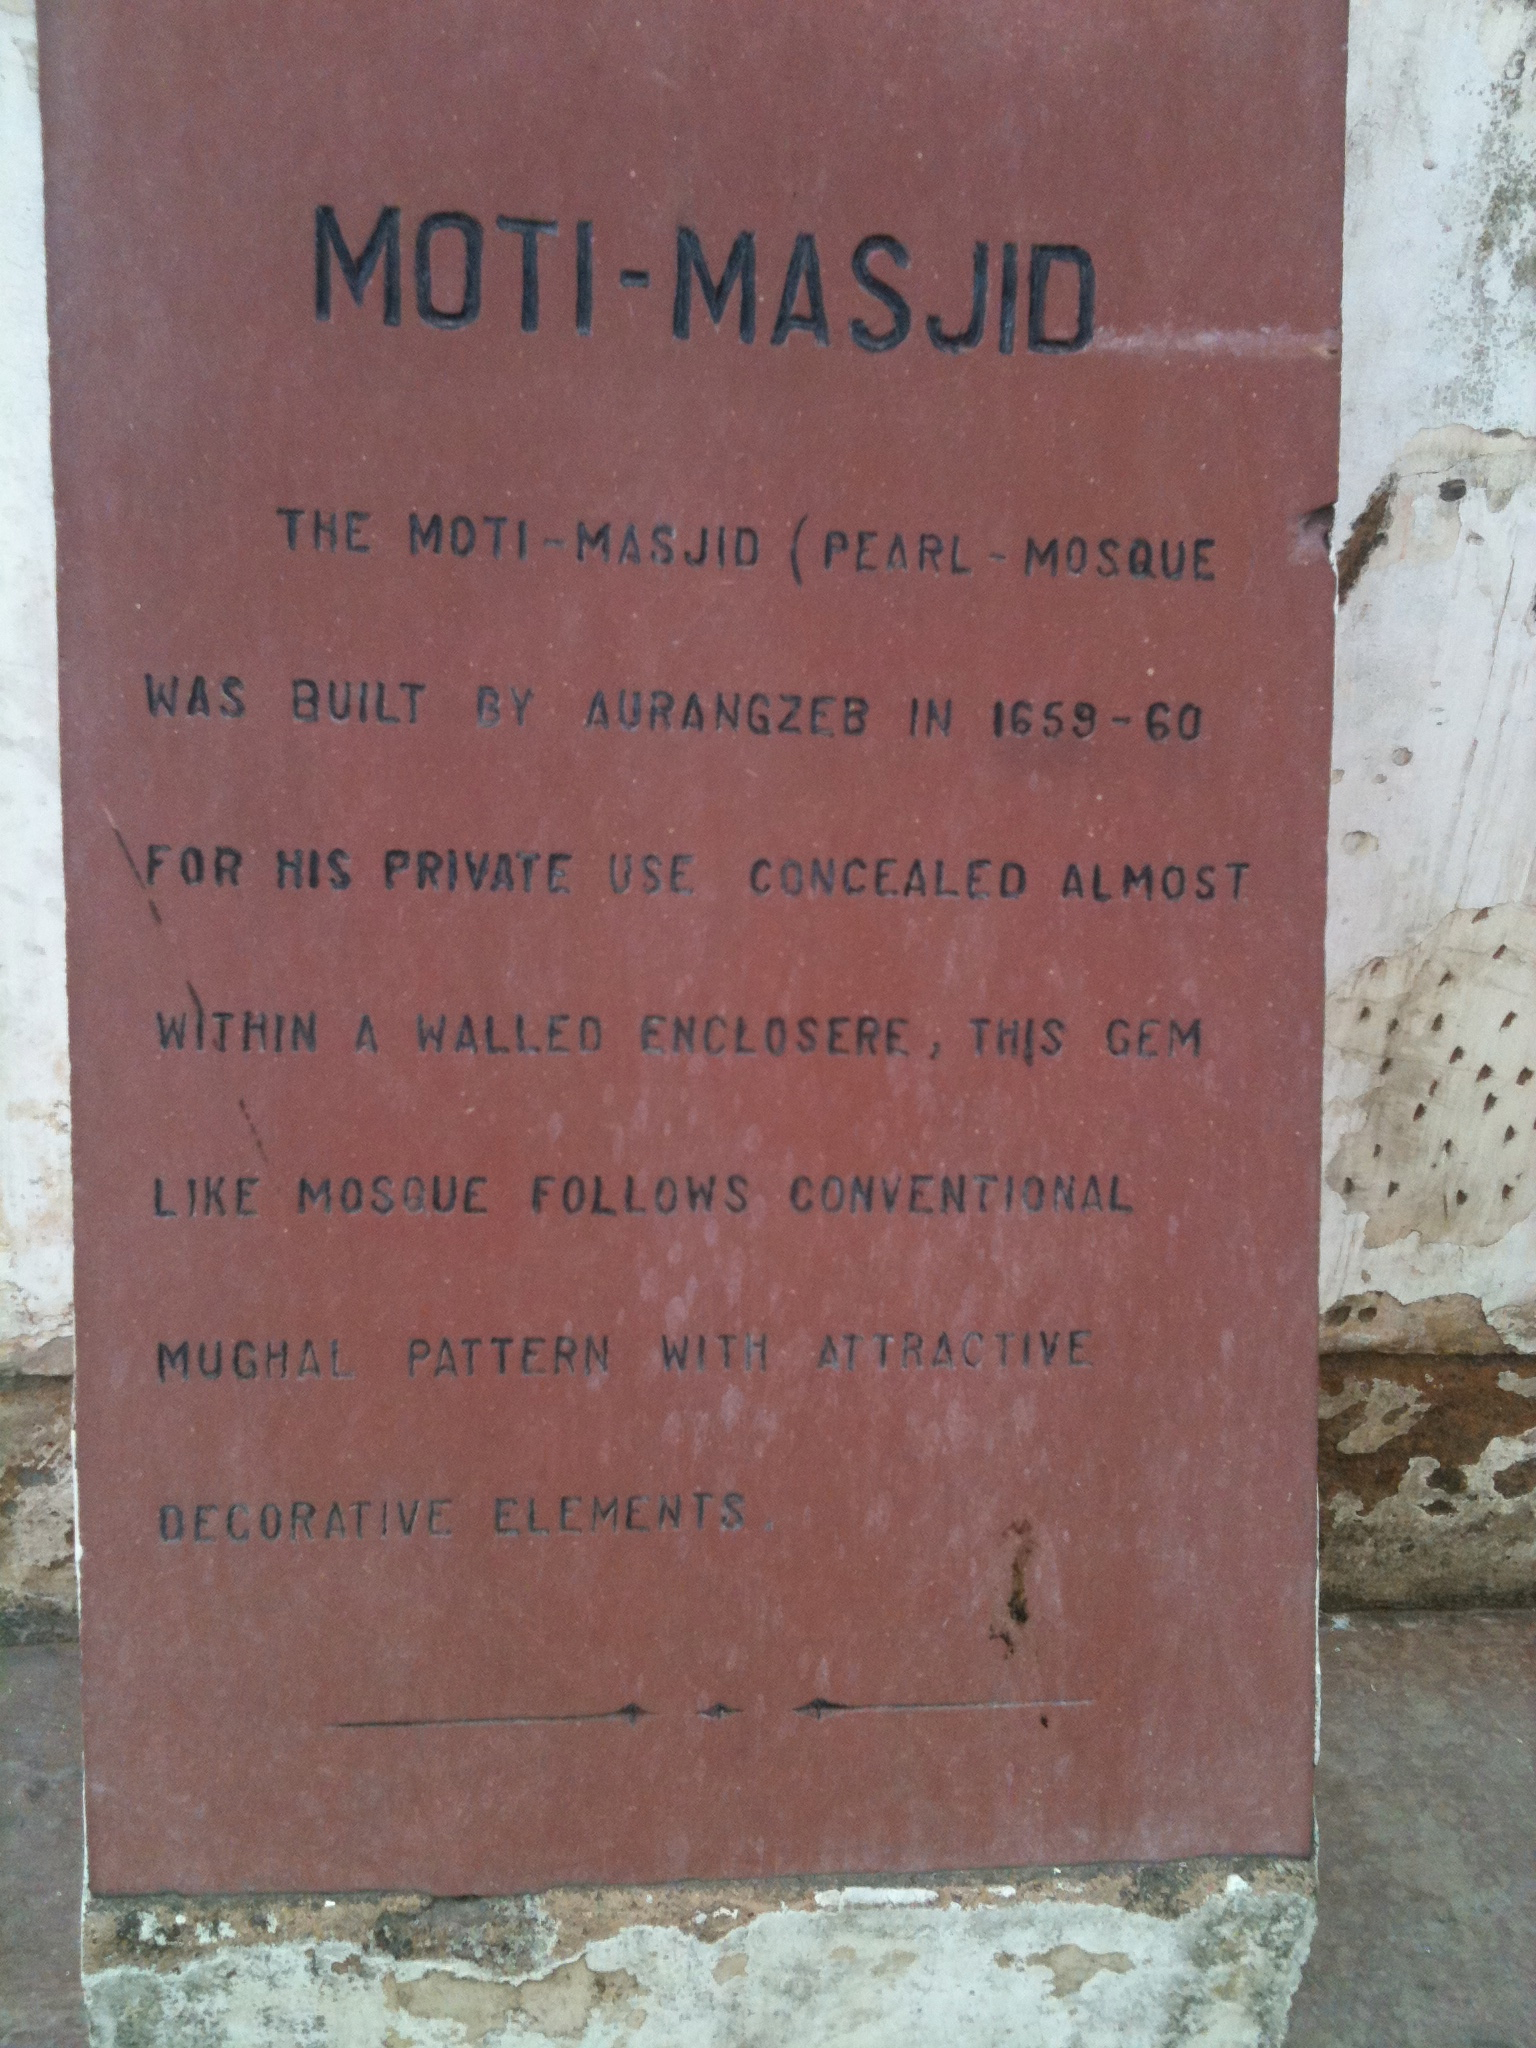 MOTI-MASJID
THE MOTI-MASJID (PEARL-MOSQUE
WAS BUILT BY AURANGZEB IN 1659-60
FOR HIS PRIVATE USE CONCEALED ALMOST
WITHIN A WALLED ENCLOSERE, THIS GEM
LIKE MOSQUE FOLLOWS CONVENTIONAL
MUGHAL PATTERN WITH ATTRACTIVE
DECORATIVE ELEMENTS.